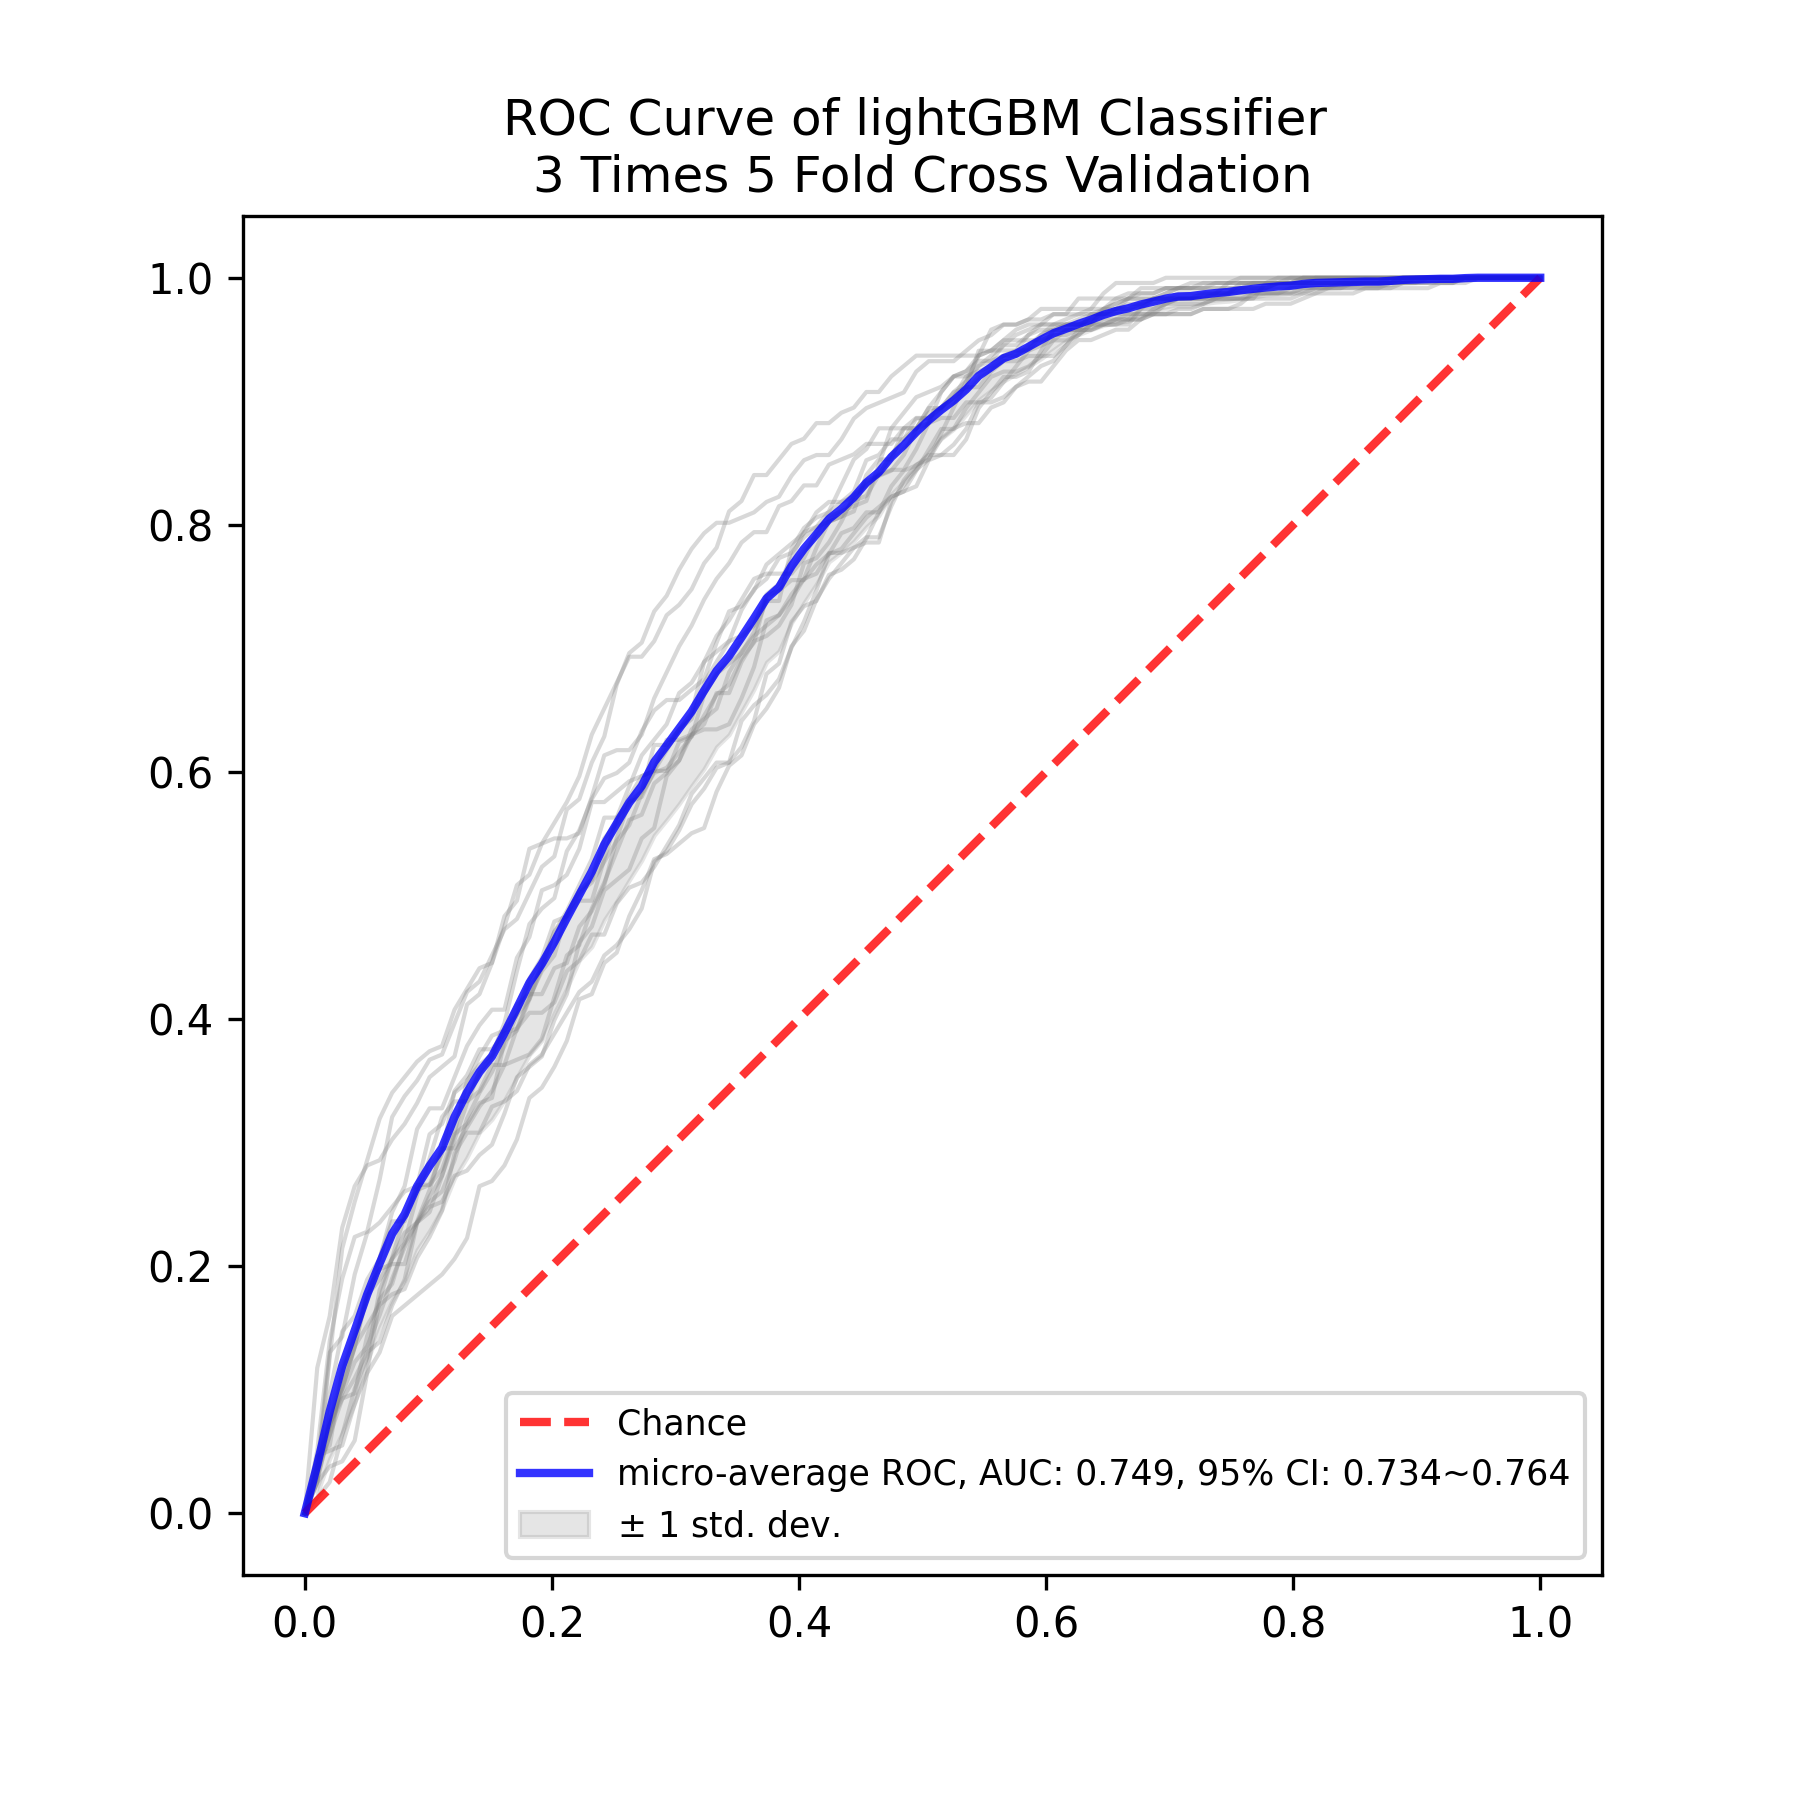 ROC Curve of lightGBM Classifier
3 Times 5 Fold Cross Validation
1.0
0.8
0.6
0.4
0.2
0.0
Chance
micro-average ROC, AUC: 0.749, 95% CI: 0.734~0.764
± 1 std. dev.
0.0 0.2 0.4 0.6 0.8 1.0